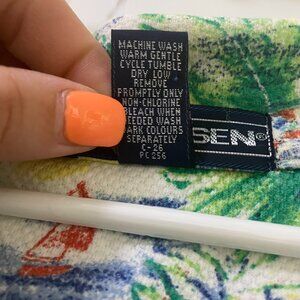 MACHINE WASH
WARM GENTLE
CYCLE TUMBLE
DRY LOW
REMOVE
PROMPTLY ONLY
NON-CHLORINE
BLEACH WHEN
NEEDED WASH
DARK COLOURS
SEPARATELY
C-26
PC 256
SEN®